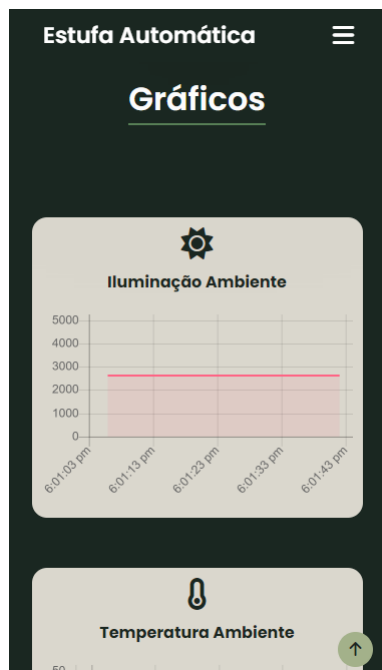 Estufa Automática
Gráficos
Iluminação Ambiente
5000
4000
3000
2000
1000
0
6:01:03 pm
6:01:13 pm
6:01:23 pm
6:01:33 pm
6:01:43 pm
Temperatura Ambiente
50